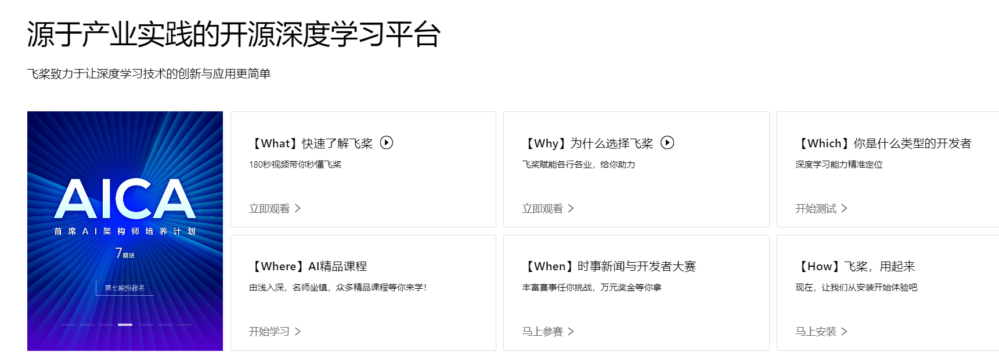 源于产业实践的开源深度学习平台
飞桨致力于让深度学习技术的创新与应用更简单
AICA
首席AI架构师培养计划
7期班
第七期预报名
【What】快速了解飞桨
180秒视频带你秒懂飞桨
立即观看
【Why】为什么选择飞桨
飞桨赋能各行各业，给你助力
立即观看
【Which】你是什么类型的开发者
深度学习能力精准定位
开始测试
【Where】AI精品课程
由浅入深，名师坐镇，众多精品课程等你来学！
开始学习
【When】时事新闻与开发者大赛
丰富赛事任你挑战，万元奖金等你拿
马上参赛
【How】飞桨，用起来
现在，让我们从安装开始体验吧
马上安装